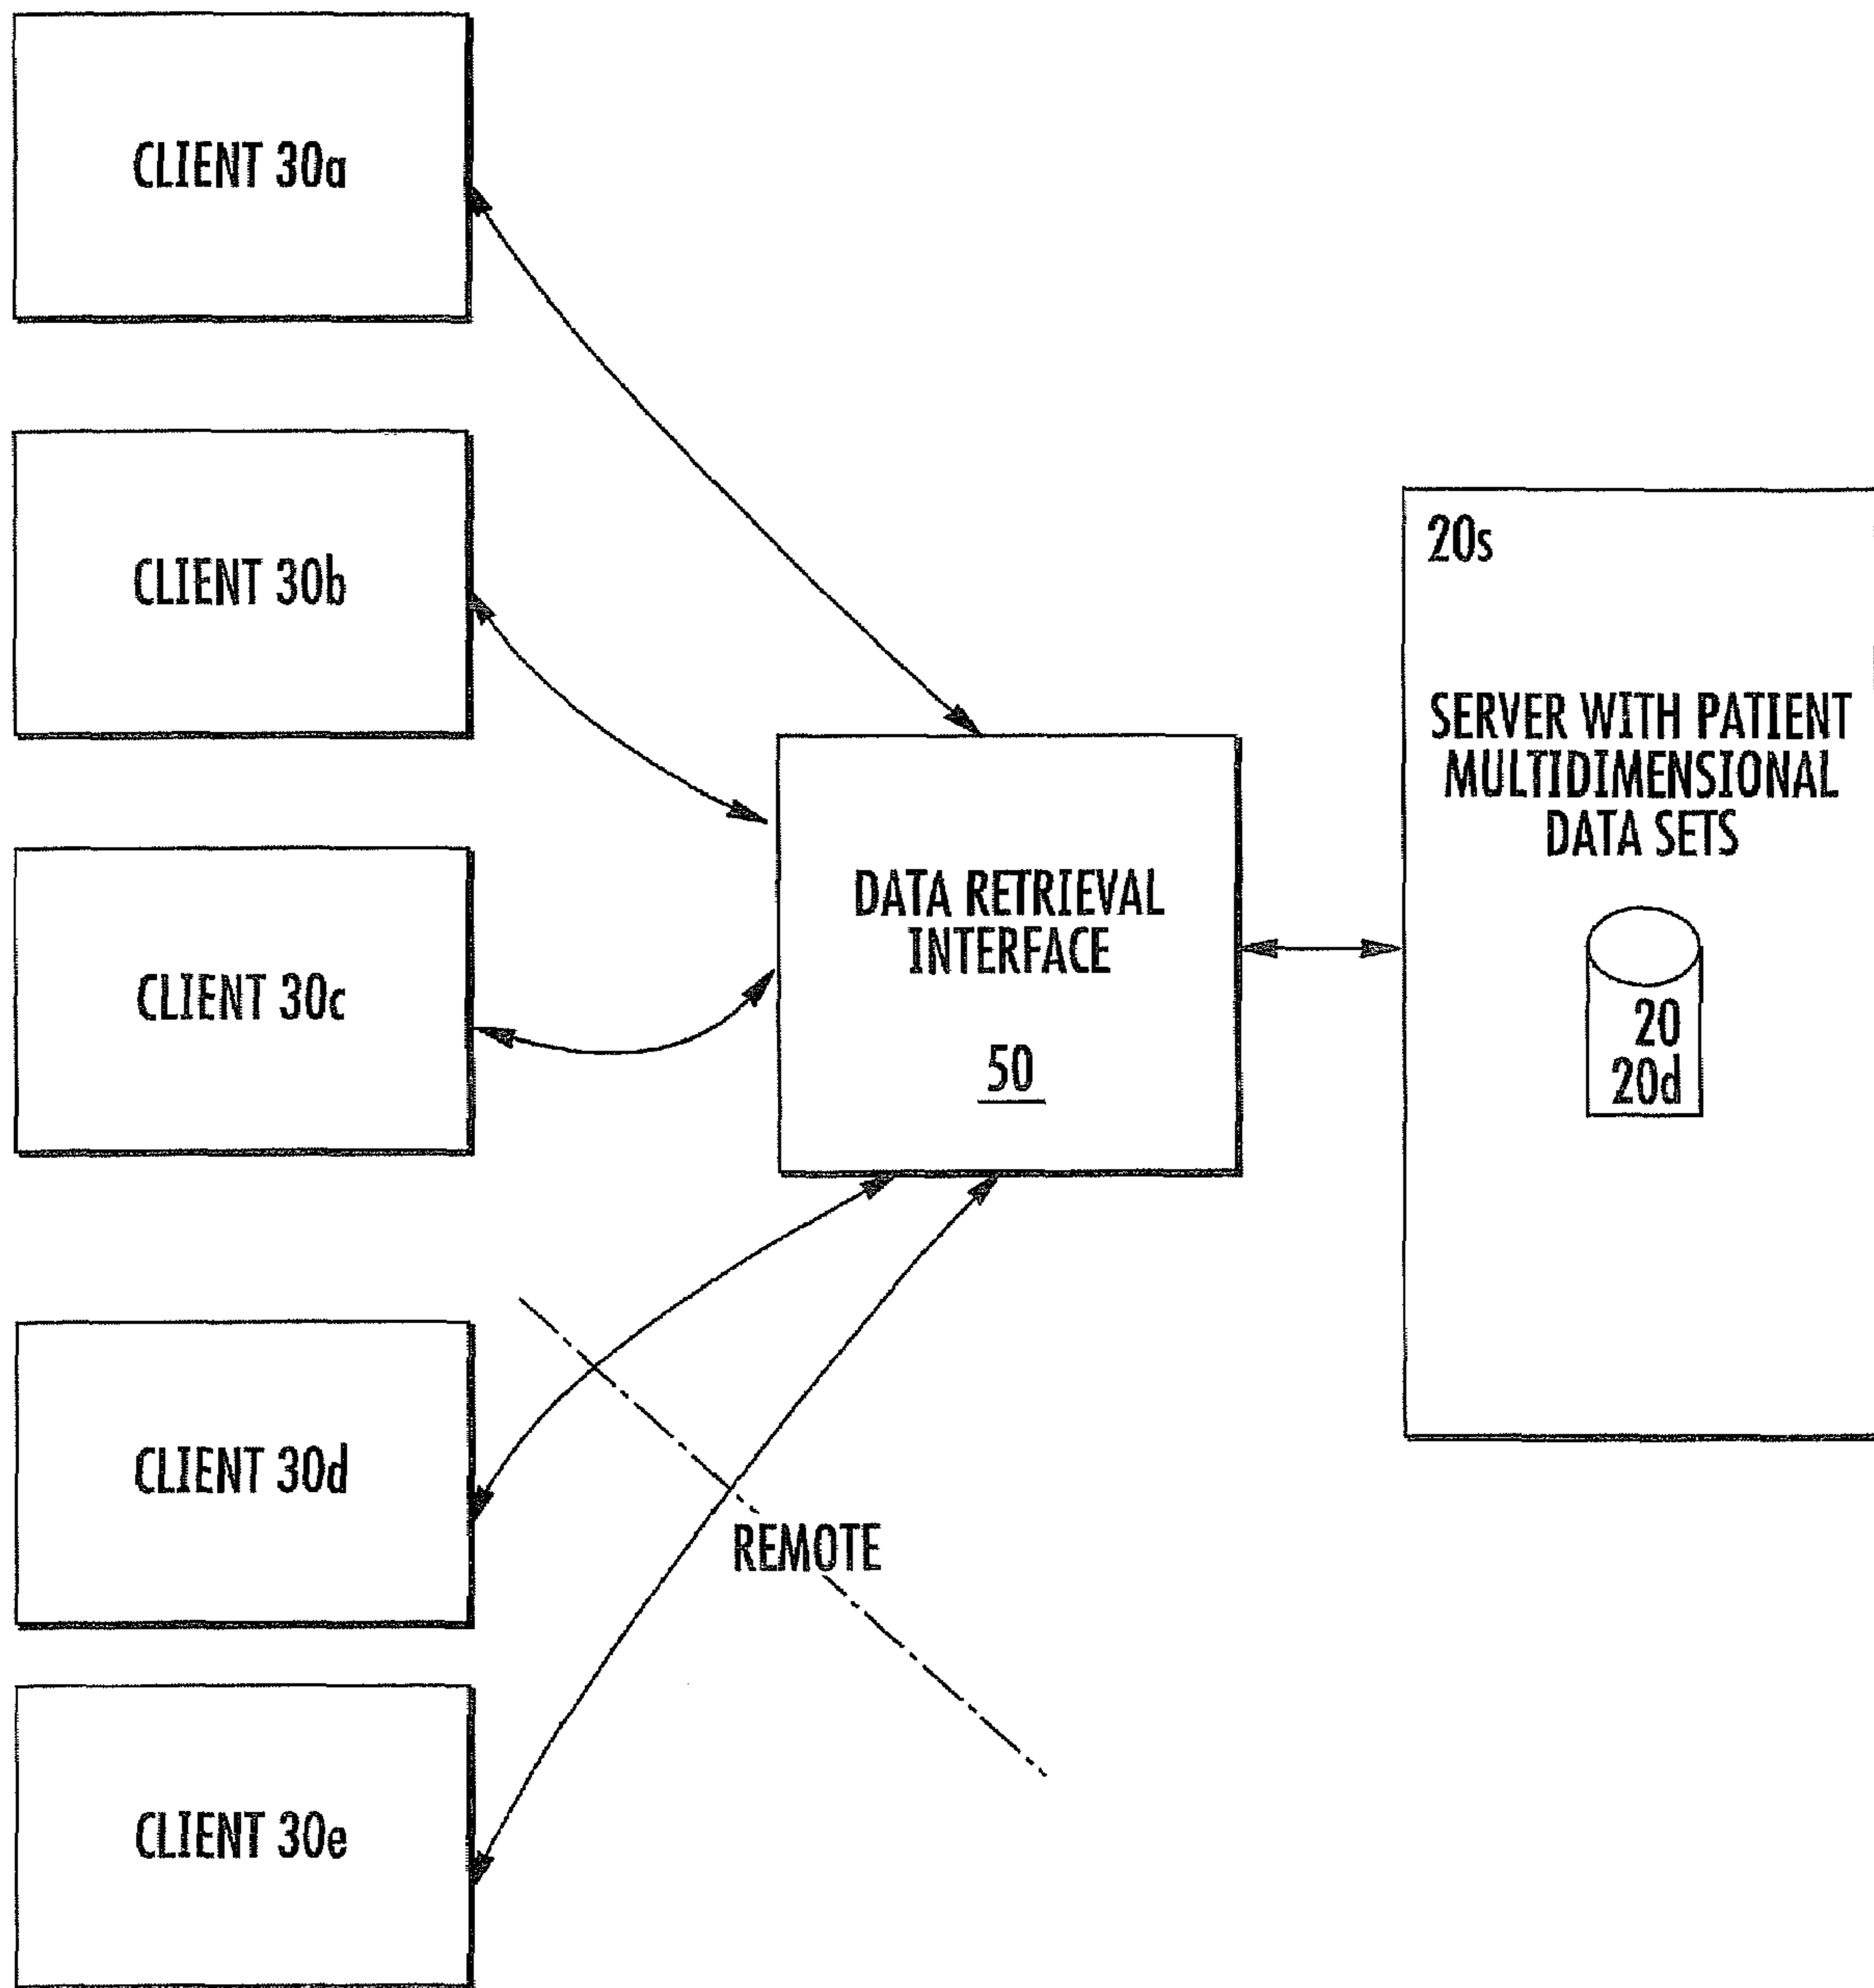 CLIENT 30a
CLIENT 30b
CLIENT 30c
CLIENT 30d
CLIENT 30e
DATA RETRIEVAL
INTERFACE
50
REMOTE
20s
SERVER WITH PATIENT
MULTIDIMENSIONAL
DATA SETS
20
20d